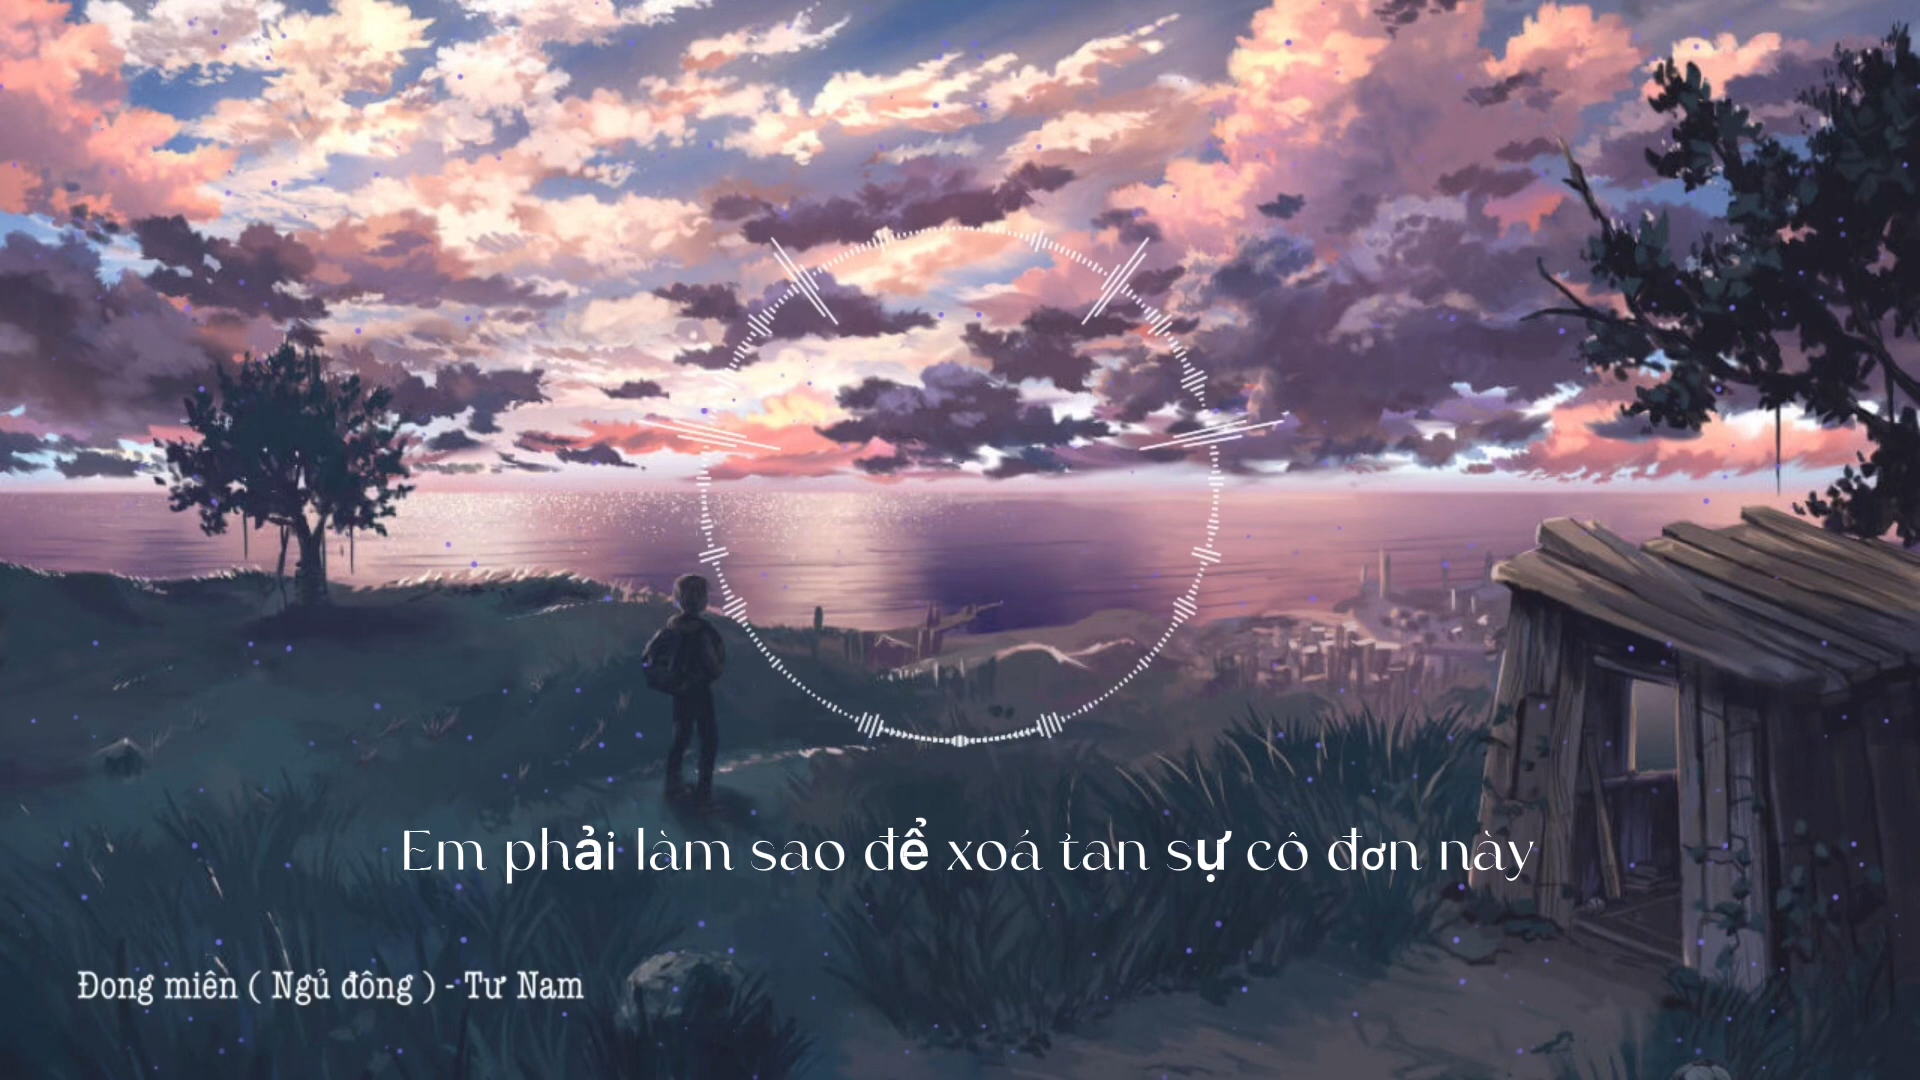 Em phải làm sao để xoá tan sự cô đơn này
Đong miên ( Ngủ đông ) - Tư Nam